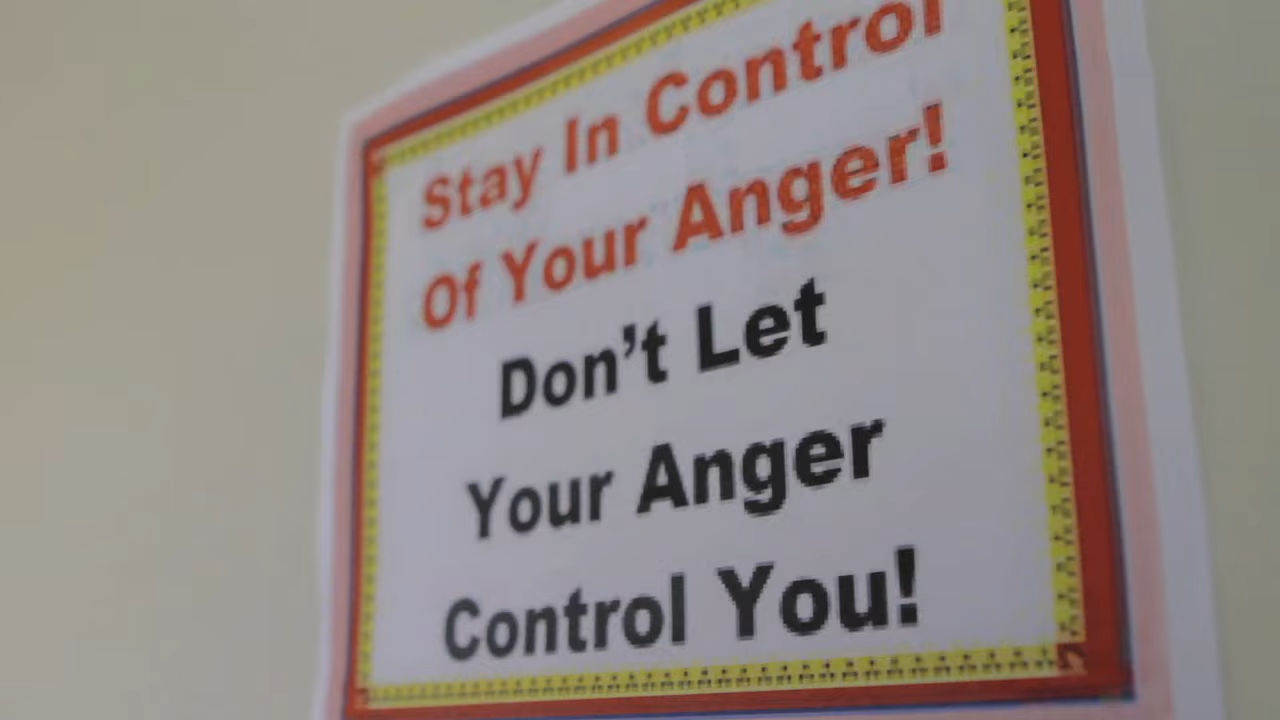 Stay In Control
Of Your Anger!
Don’t Let
Your Anger
Control You!